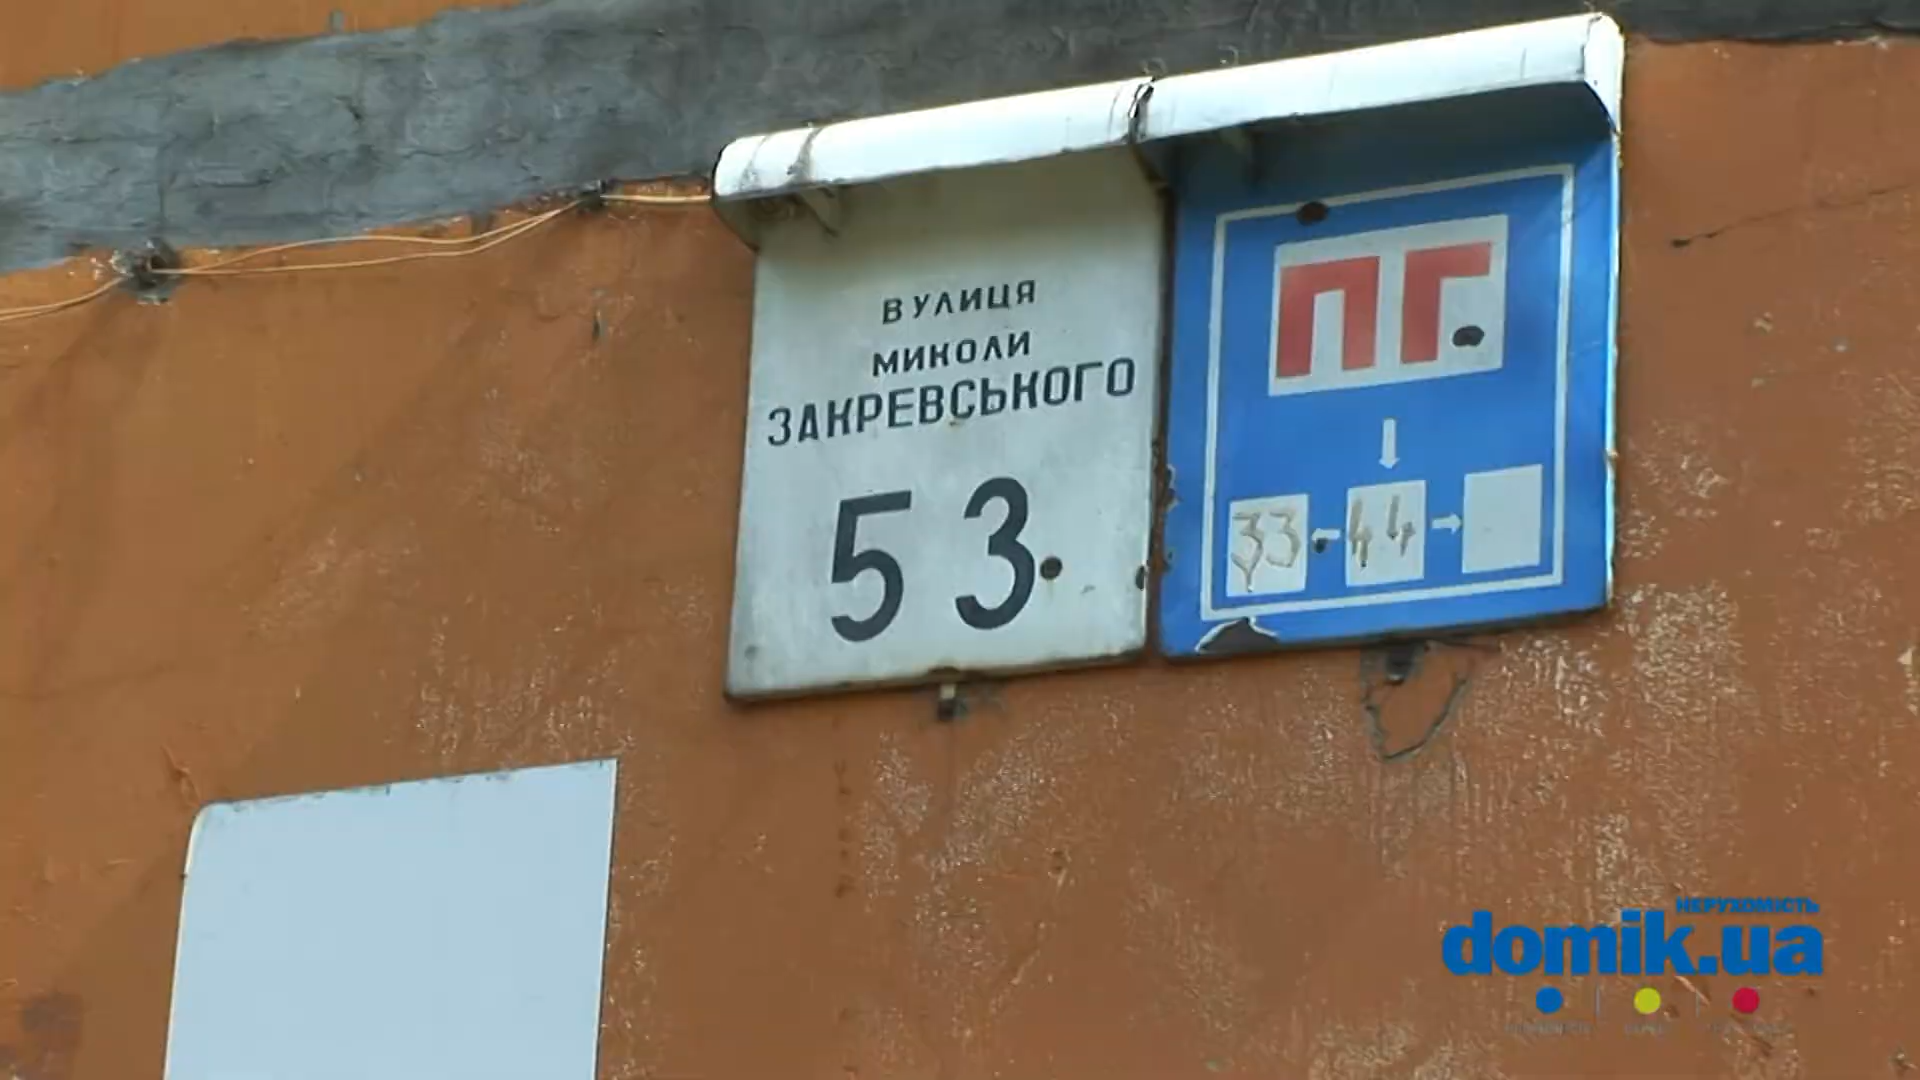 ВУЛИЦЯ
МИКОЛИ
ЗАКРЕВСЬКОГО
53
ПГ
33 44
НЕРУХОМІСТЬ
domik.ua